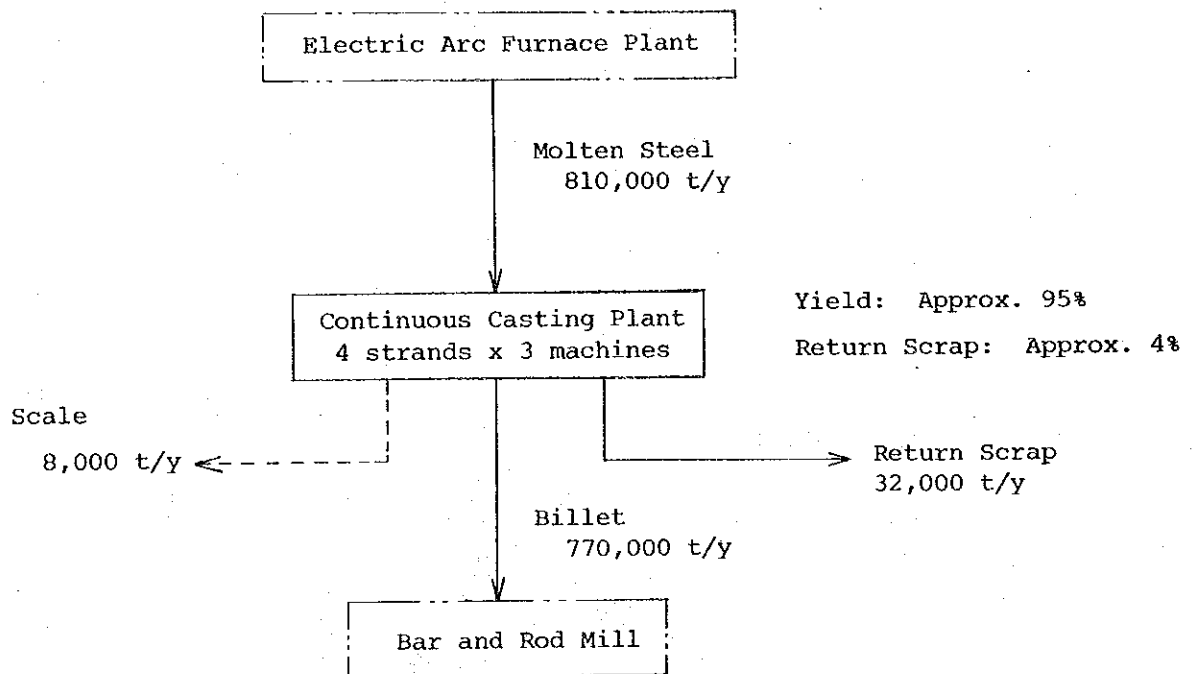 Electric Arc Furnace Plant
Molten Steel
810,000 t/y
Continuous Casting Plant
4 strands x 3 machines
Yield: Approx. 95%
Return Scrap: Approx. 4%
Scale
8,000 t/y
Return Scrap
32,000 t/y
Billet
770,000 t/y
Bar and Rod Mill